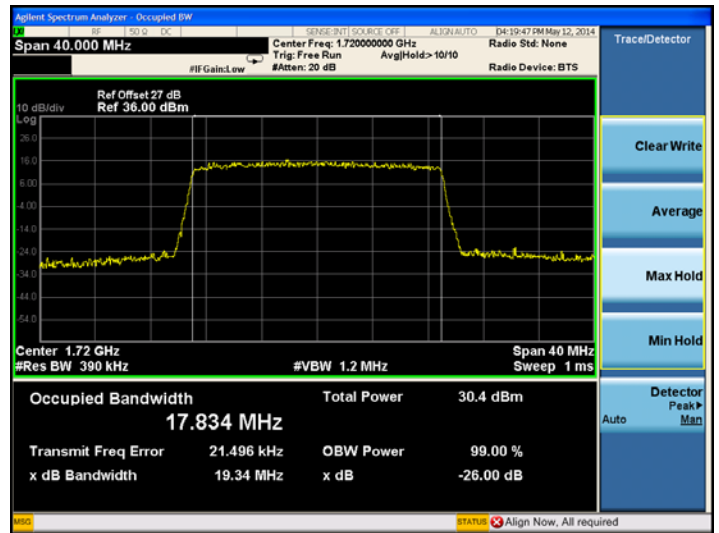 Agilent Spectrum Analyzer - Occupied BW
RF 50 Ω DC SENSE:INT SOURCE OFF ALIGN AUTO 04:19:47 PM May 12, 2014
Span 40.000 MHz Center Freq: 1.720000000 GHz Radio Std: None Trace/Detector
Trig: Free Run Avg|Hold:>10/10
#IFGain:Low #Atten: 20 dB Radio Device: BTS
Ref Offset 27 dB
10 dB/div Ref 36.00 dBm
Log
26.0
Clear Write
16.0
6.00
-4.00
Average
-14.0
-24.0
-34.0
Max Hold
-44.0
-54.0
Min Hold
Center 1.72 GHz Span 40 MHz
#Res BW 390 kHz #VBW 1.2 MHz Sweep 1 ms
Occupied Bandwidth Total Power 30.4 dBm
Detector
Peak▶
17.834 MHz
Auto Man
Transmit Freq Error 21.496 kHz OBW Power 99.00 %
x dB Bandwidth 19.34 MHz x dB -26.00 dB
MSG STATUS Align Now, All required